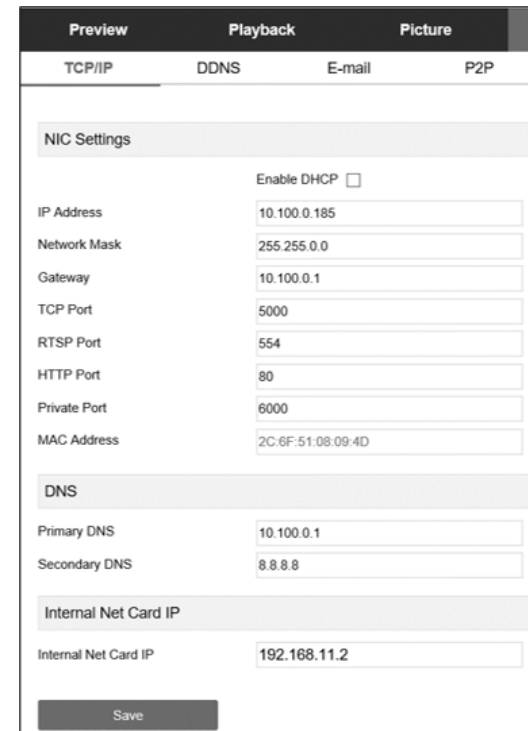 Preview Playback Picture
TCP/IP DDNS E-mail P2P
NIC Settings
Enable DHCP
IP Address 10.100.0.185
Network Mask 255.255.0.0
Gateway 10.100.0.1
TCP Port 5000
RTSP Port 554
HTTP Port 80
Private Port 6000
MAC Address 2C:6F:51:08:09:4D
DNS
Primary DNS 10.100.0.1
Secondary DNS 8.8.8.8
Internal Net Card IP
Internal Net Card IP 192.168.11.2
Save